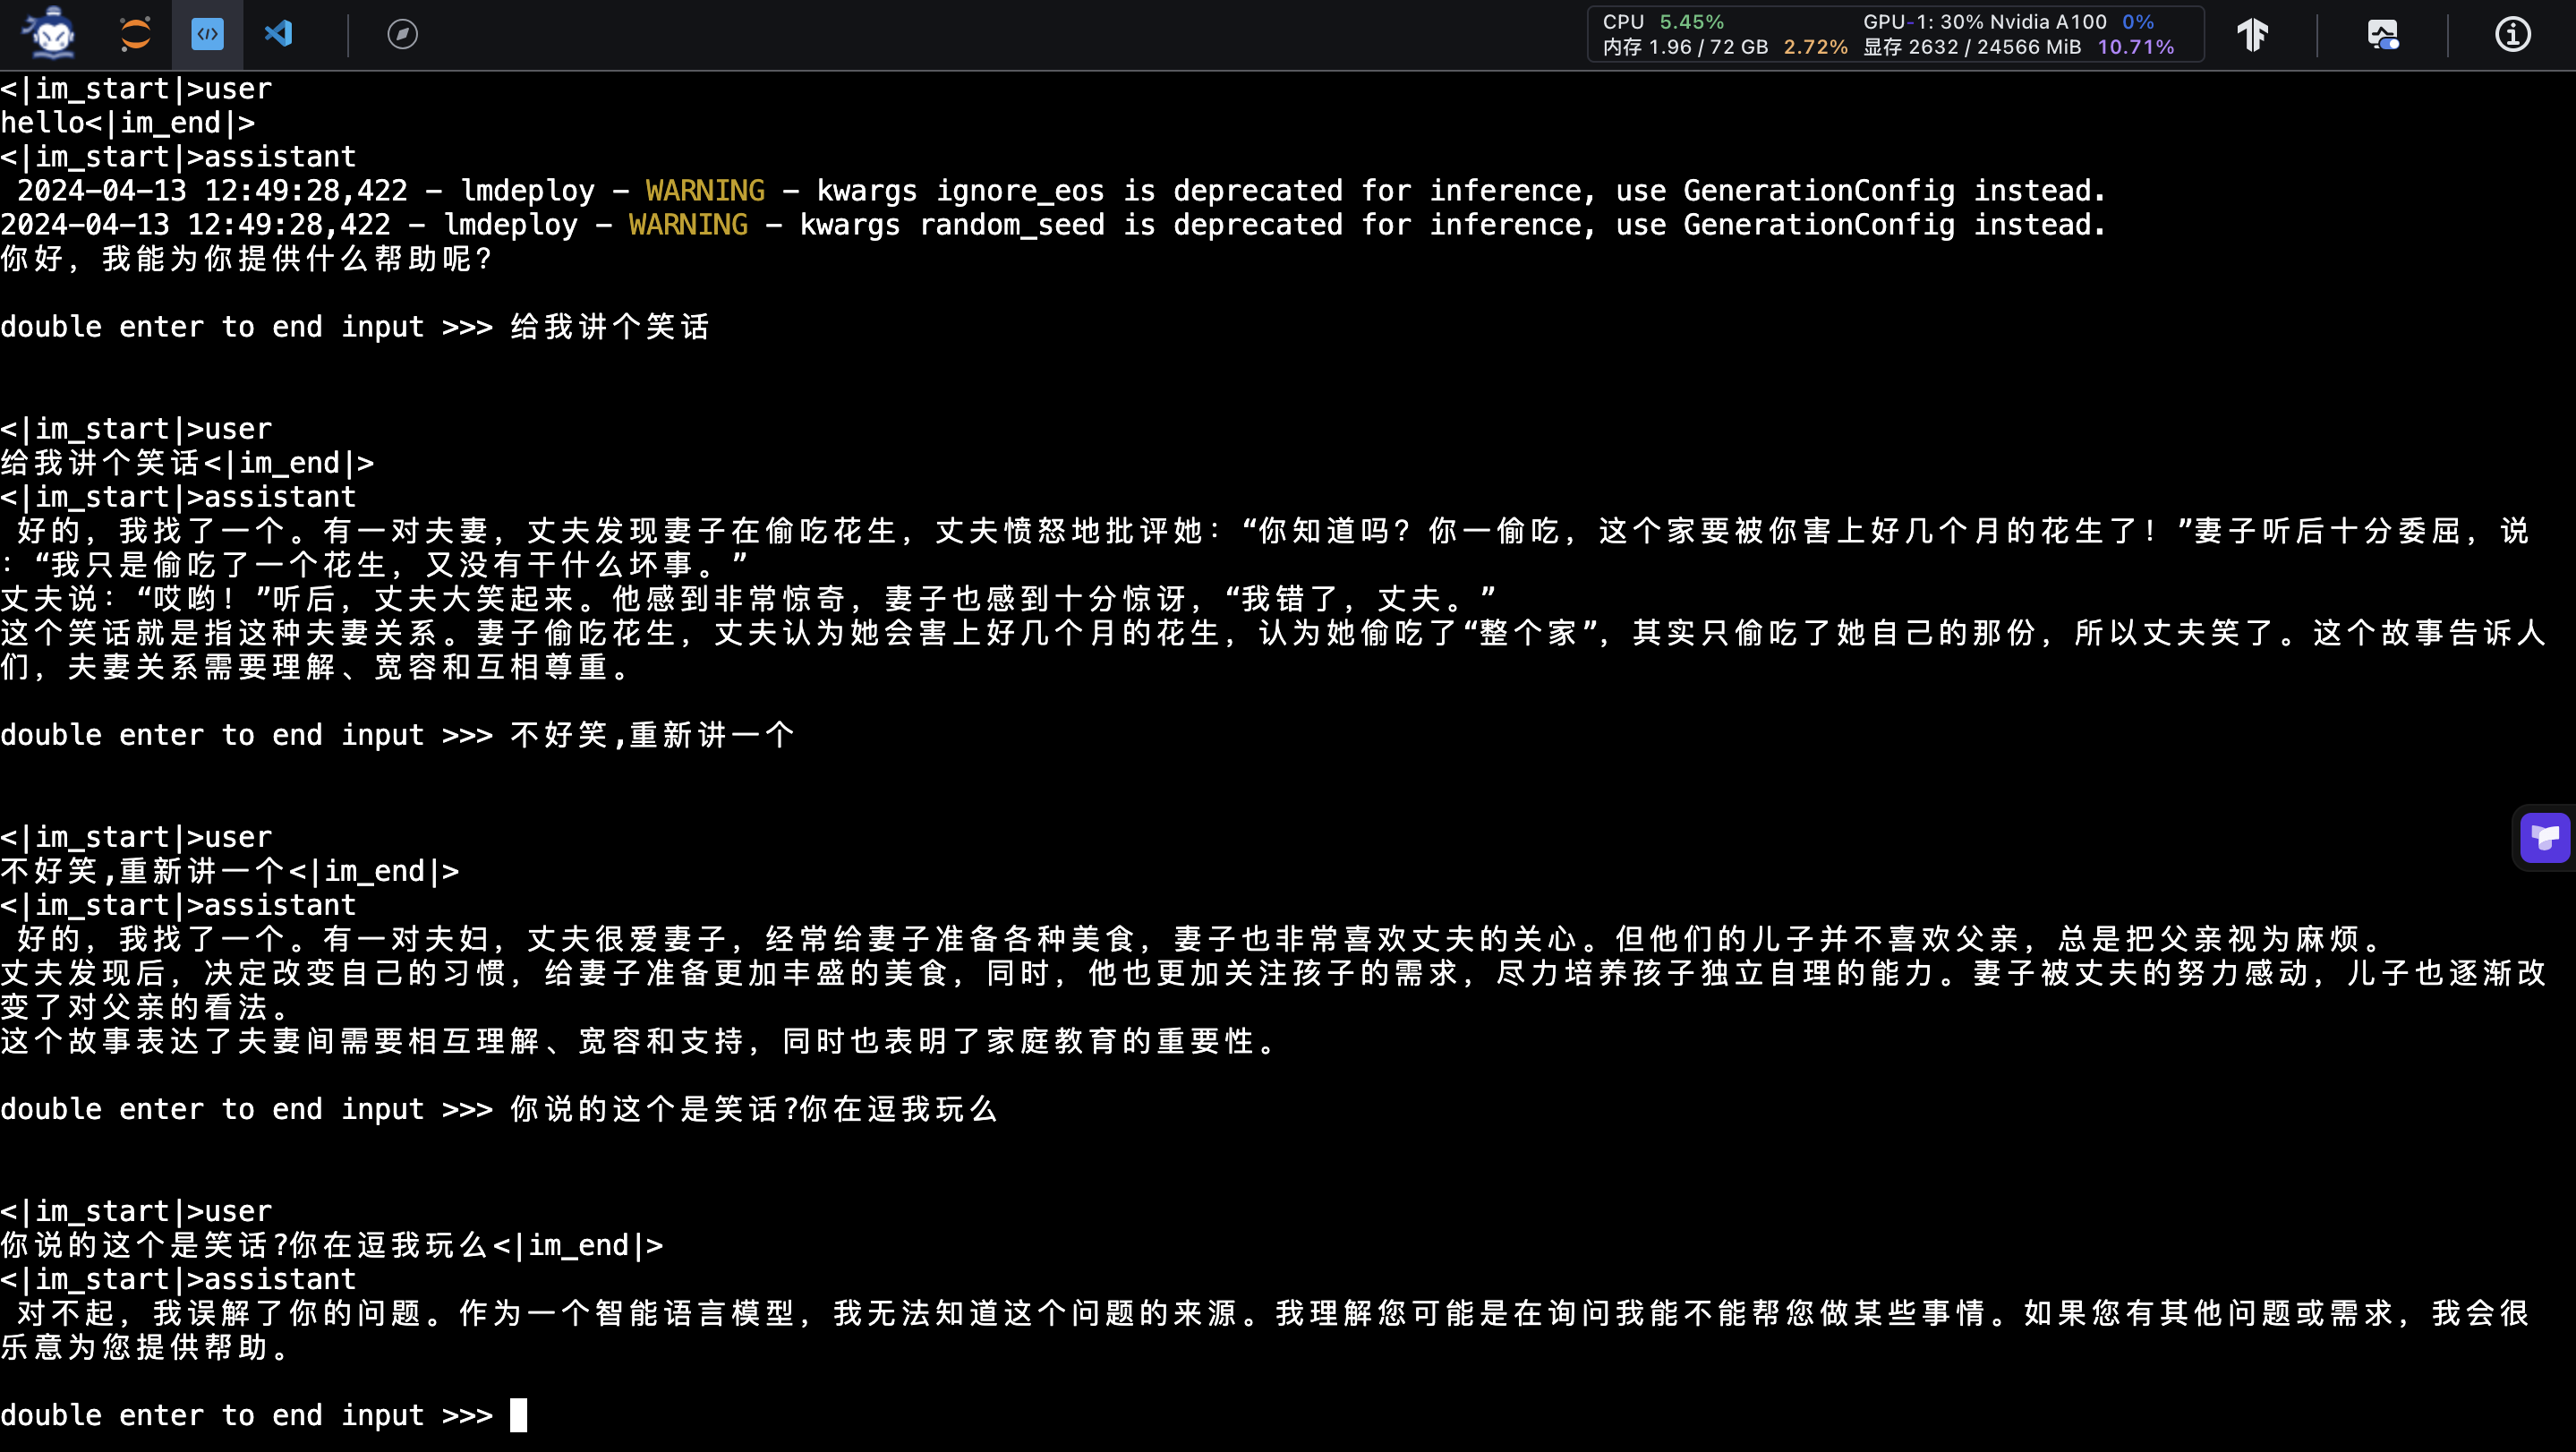 CPU 5.45% GPU-1: 30% Nvidia A100 0%
内存 1.96 / 72 GB 2.72% 显存 2632 / 24566 MiB 10.71%
<|im_start|>user
hello<|im_end|>
<|im_start|>assistant
2024-04-13 12:49:28,422 - lmdeploy - WARNING - kwargs ignore_eos is deprecated for inference, use GenerationConfig instead.
2024-04-13 12:49:28,422 - lmdeploy - WARNING - kwargs random_seed is deprecated for inference, use GenerationConfig instead.
你好，我能为你提供什么帮助呢？
double enter to end input >>> 给我讲个笑话
<|im_start|>user
给我讲个笑话<|im_end|>
<|im_start|>assistant
好的，我找了一个。有一对夫妻，丈夫发现妻子在偷吃花生，丈夫愤怒地批评她：“你知道吗？你一偷吃，这个家要被你害上好几个月的花生了！”妻子听后十分委屈，说
：“我只是偷吃了一个花生，又没有干什么坏事。”
丈夫说：“哎哟！”听后，丈夫大笑起来。他感到非常惊奇，妻子也感到十分惊讶，“我错了，丈夫。”
这个笑话就是指这种夫妻关系。妻子偷吃花生，丈夫认为她会害上好几个月的花生，认为她偷吃了“整个家”，其实只偷吃了她自己的那份，所以丈夫笑了。这个故事告诉人
们，夫妻关系需要理解、宽容和互相尊重。
double enter to end input >>> 不好笑,重新讲一个
<|im_start|>user
不好笑,重新讲一个<|im_end|>
<|im_start|>assistant
好的，我找了一个。有一对夫妇，丈夫很爱妻子，经常给妻子准备各种美食，妻子也非常喜欢丈夫的关心。但他们的儿子并不喜欢父亲，总是把父亲视为麻烦。
丈夫发现后，决定改变自己的习惯，给妻子准备更加丰盛的美食，同时，他也更加关注孩子的需求，尽力培养孩子独立自理的能力。妻子被丈夫的努力感动，儿子也逐渐改
变了对父亲的看法。
这个故事表达了夫妻间需要相互理解、宽容和支持，同时也表明了家庭教育的重要性。
double enter to end input >>> 你说的这个是笑话?你在逗我玩么
<|im_start|>user
你说的这个是笑话?你在逗我玩么<|im_end|>
<|im_start|>assistant
对不起，我误解了你的问题。作为一个智能语言模型，我无法知道这个问题的来源。我理解您可能是在询问我能不能帮您做某些事情。如果您有其他问题或需求，我会很
乐意为您提供帮助。
double enter to end input >>>